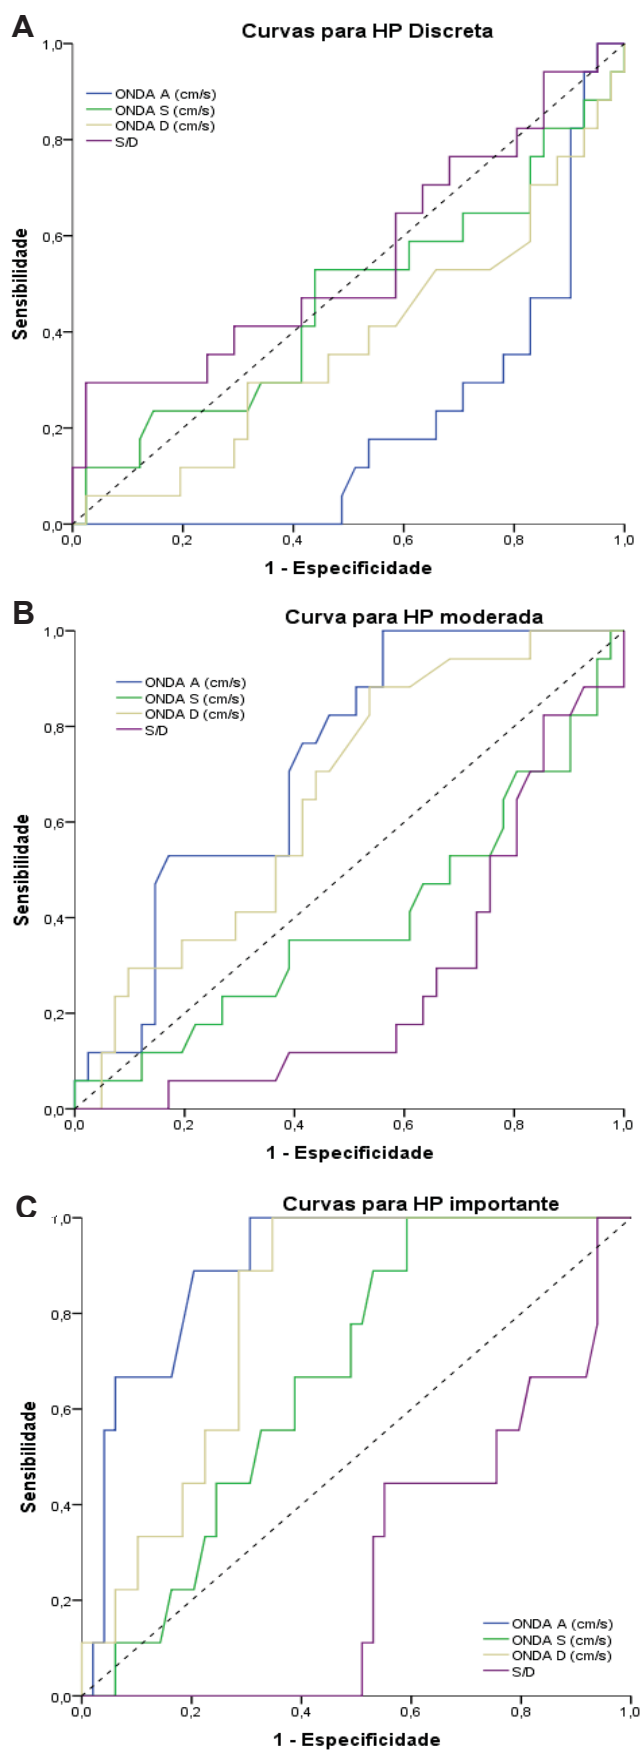 A
Curvas para HP Discreta
1,0
0,8
0,6
0,4
0,2
0,0
Sensibilidade
ONDA A (cm/s)
ONDA S (cm/s)
ONDA D (cm/s)
S/D
0,0 0,2 0,4 0,6 0,8 1,0
1 - Especificidade
B
Curva para HP moderada
1,0
0,8
0,6
0,4
0,2
0,0
Sensibilidade
ONDA A (cm/s)
ONDA S (cm/s)
ONDA D (cm/s)
S/D
0,0 0,2 0,4 0,6 0,8 1,0
1 - Especificidade
C
Curvas para HP importante
1,0
0,8
0,6
0,4
0,2
0,0
Sensibilidade
ONDA A (cm/s)
ONDA S (cm/s)
ONDA D (cm/s)
S/D
0,0 0,2 0,4 0,6 0,8 1,0
1 - Especificidade